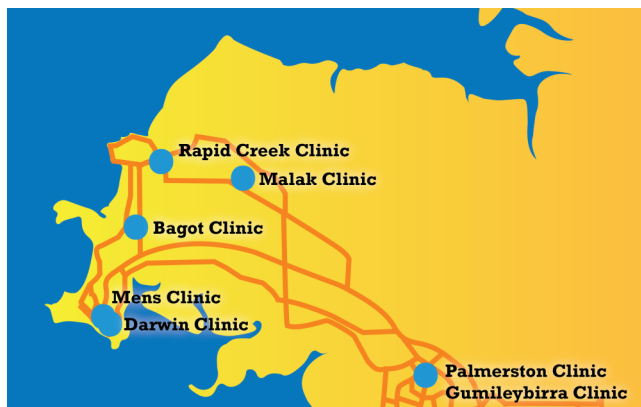 Rapid Creek Clinic
Malak Clinic
Bagot Clinic
Mens Clinic
Darwin Clinic
Palmerston Clinic
Gumileybirra Clinic